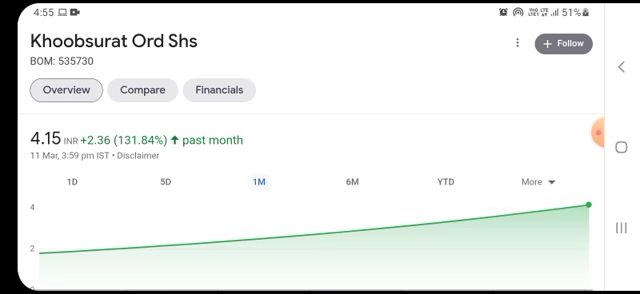 4:55 51%
Khoobsurat Ord Shs
+ Follow
BOM: 535730
Overview Compare Financials
4.15 INR +2.36 (131.84%) ↑ past month
11 Mar, 3:59 pm IST • Disclaimer
1D 5D 1M 6M YTD More
4
2
0